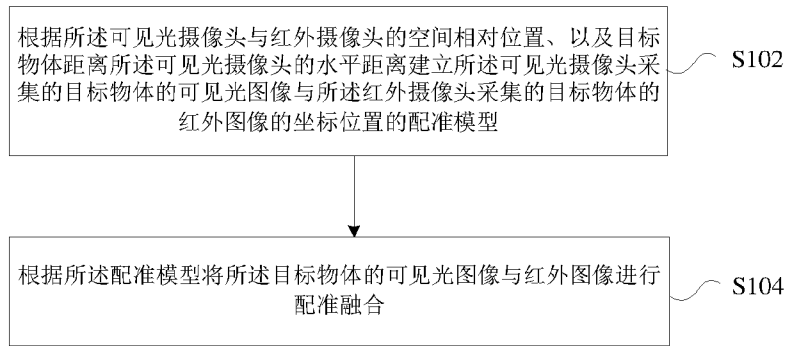 根据所述可见光摄像头与红外摄像头的空间相对位置、以及目标
物体距离所述可见光摄像头的水平距离建立所述可见光摄像头采
集的目标物体的可见光图像与所述红外摄像头采集的目标物体的
红外图像的坐标位置的配准模型
S102
根据所述配准模型将所述目标物体的可见光图像与红外图像进行
配准融合
S104